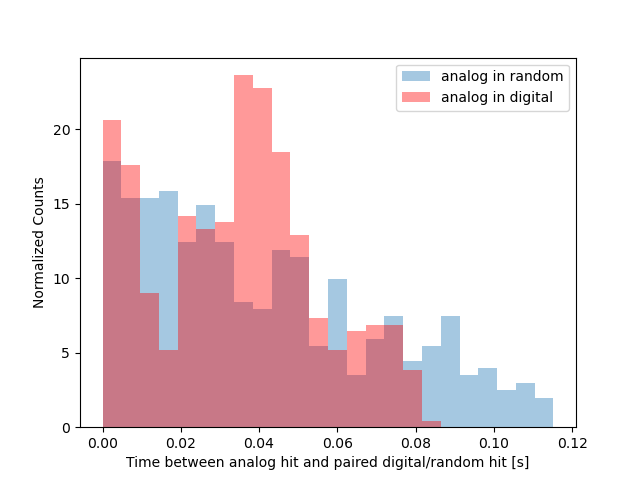 analog in random
analog in digital
20
15
10
5
0
Normalized Counts
0.00 0.02 0.04 0.06 0.08 0.10 0.12
Time between analog hit and paired digital/random hit [s]